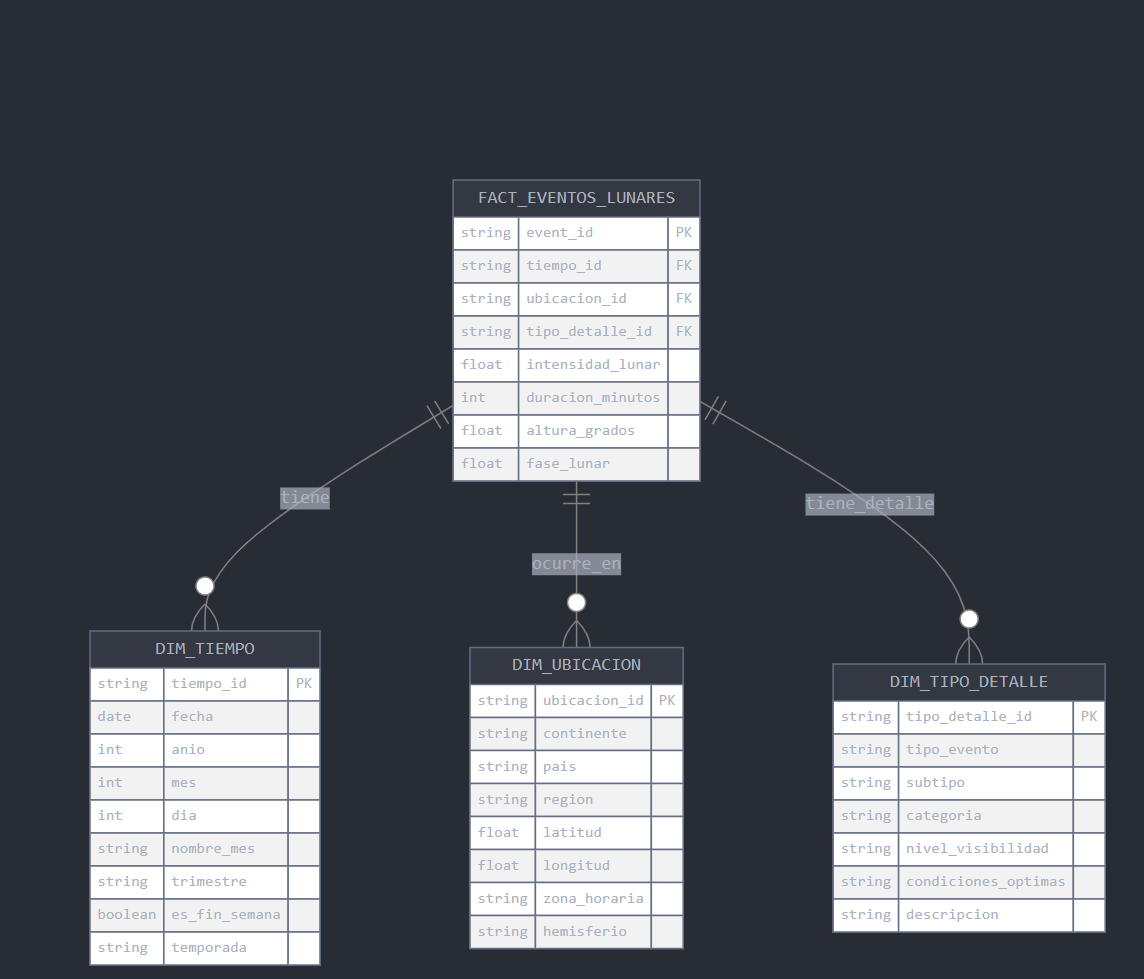 FACT_EVENTOS_LUNARES
string event_id PK
string tiempo_id FK
string ubicacion_id FK
string tipo_detalle_id FK
float intensidad_lunar
int duracion_minutos
float altura_grados
float fase_lunar
tiene
tiene_detalle
ocurre_en
DIM_TIEMPO
string tiempo_id PK
date fecha
int anio
int mes
int dia
string nombre_mes
string trimestre
boolean es_fin_semana
string temporada
DIM_UBICACION
string ubicacion_id PK
string continente
string pais
string region
float latitud
float longitud
string zona_horaria
string hemisferio
DIM_TIPO_DETALLE
string tipo_detalle_id PK
string tipo_evento
string subtipo
string categoria
string nivel_visibilidad
string condiciones_optimas
string descripcion